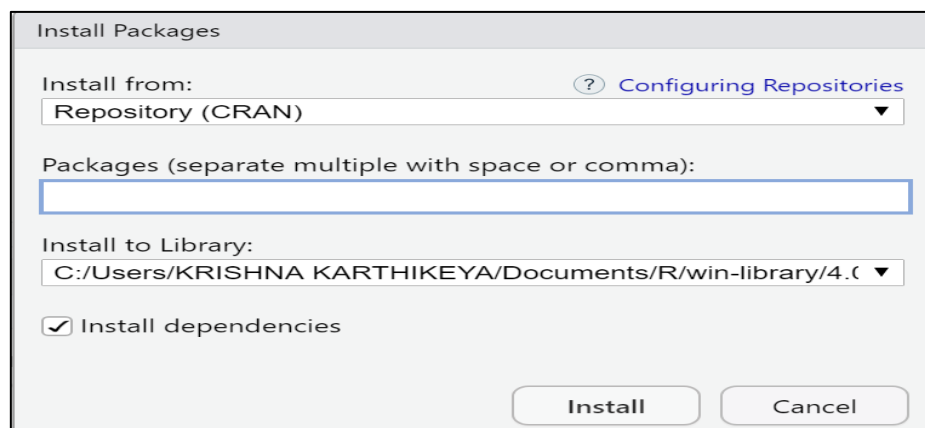 Install Packages
Install from:
? Configuring Repositories
Repository (CRAN)
Packages (separate multiple with space or comma):
Install to Library:
C:/Users/KRISHNA KARTHIKEYA/Documents/R/win-library/4.(
Install dependencies
Install Cancel